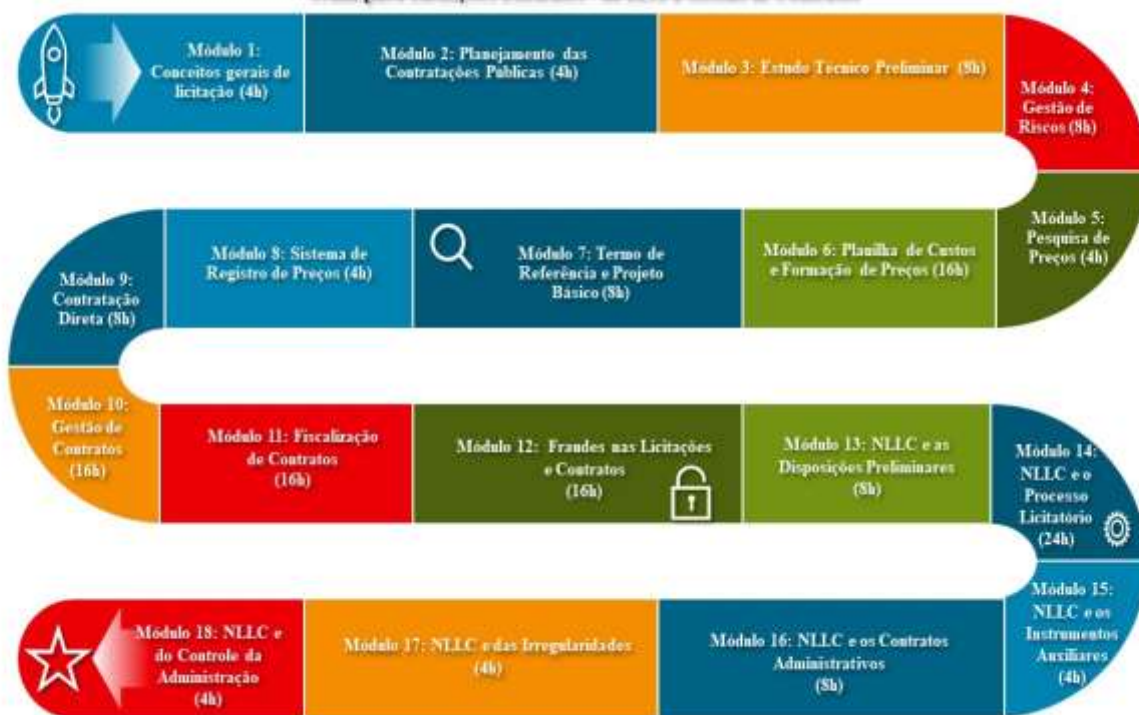 Módulo 1:
Conceitos gerais de
licitação (4h)
Módulo 2: Planejamento das
Contratações Públicas (4h)
Módulo 3: Estudo Técnico Preliminar (8h)
Módulo 4:
Gestão de
Riscos (8h)
Módulo 5:
Pesquisa de
Preços (4h)
Módulo 6: Planilha de Custos
e Formação de Preços (16h)
Módulo 7: Termo de
Referência e Projeto
Básico (8h)
Módulo 8: Sistema de
Registro de Preços (4h)
Módulo 9:
Contratação
Direta (8h)
Módulo 10:
Gestão de
Contratos
(16h)
Módulo 11: Fiscalização
de Contratos
(16h)
Módulo 12: Fraudes nas Licitações
e Contratos
(16h)
Módulo 13: NLLC e as
Disposições Preliminares
(8h)
Módulo 14:
NLLC e o
Processo
Licitatório
(24h)
Módulo 15:
NLLC e os
Instrumentos
Auxiliares
(4h)
Módulo 16: NLLC e os Contratos
Administrativos
(8h)
Módulo 17: NLLC e das Irregularidades
(4h)
Módulo 18: NLLC e
do Controle da
Administração
(4h)